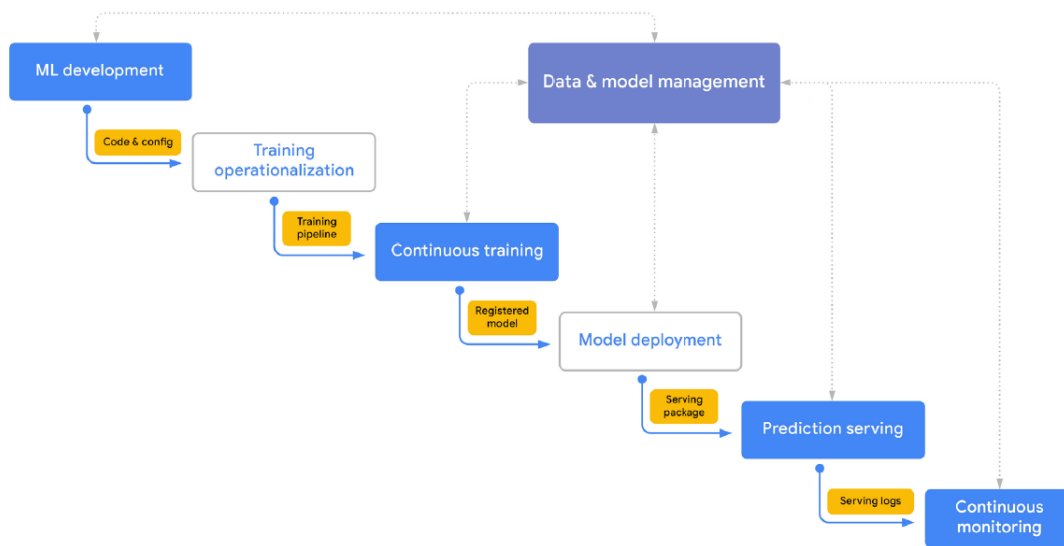 ML development
Data & model management
Code & config
Training
operationalization
Training
pipeline
Continuous training
Registered
model
Model deployment
Serving
package
Prediction serving
Serving logs
Continuous
monitoring